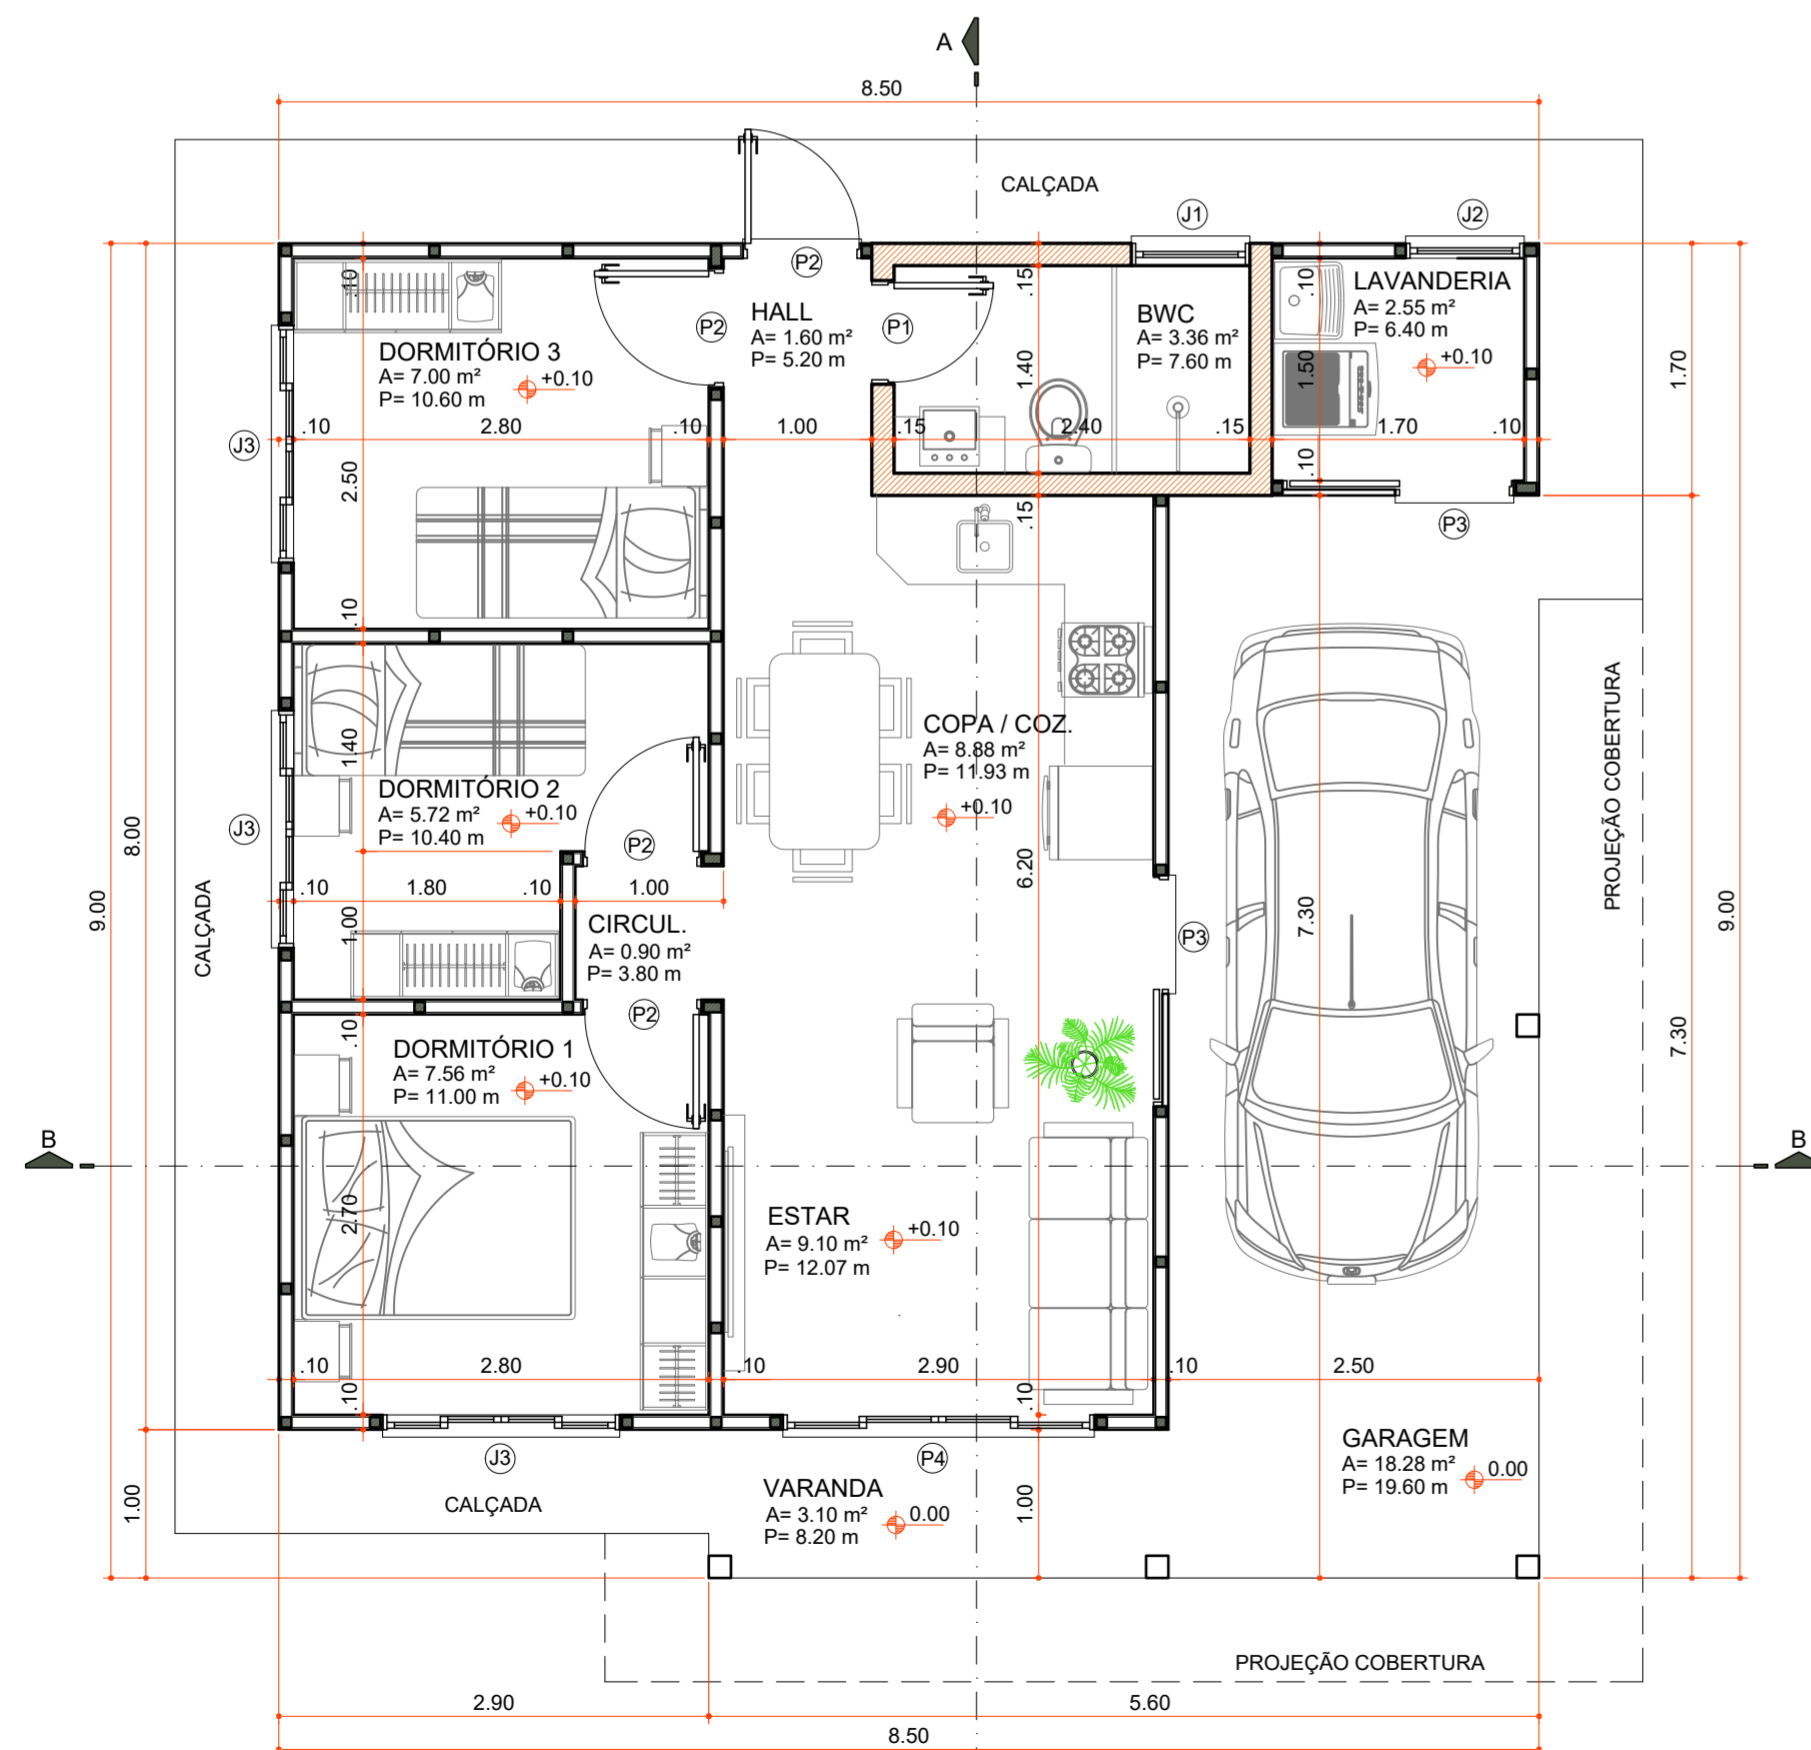 A
8.50
CALÇADA
J1
J2
P2
.10
.15
.10
LAVANDERIA
A= 2.55 m²
P= 6.40 m
+0.10
HALL
A= 1.60 m²
P= 5.20 m
P2
P1
BWC
A= 3.36 m²
P= 7.60 m
DORMITÓRIO 3
A= 7.00 m²
P= 10.60 m
+0.10
1.40
1.50
1.70
J3
.10
2.80
.10
1.00
.15
2.40
.15
1.70
.10
2.50
.10
.15
P3
.10
1.40
COPA / COZ.
A= 8.88 m²
P= 11.93 m
+0.10
PROJEÇÃO COBERTURA
DORMITÓRIO 2
A= 5.72 m²
P= 10.40 m
+0.10
J3
8.00
P2
6.20
.10
1.80
.10
1.00
9.00
CALÇADA
1.00
CIRCUL.
A= 0.90 m²
P= 3.80 m
7.30
P3
9.00
P2
.10
7.30
DORMITÓRIO 1
A= 7.56 m²
P= 11.00 m
+0.10
B
B
2.70
ESTAR
A= 9.10 m²
P= 12.07 m
+0.10
.10
2.80
.10
2.90
.10
2.50
.10
.10
J3
P4
GARAGEM
A= 18.28 m²
P= 19.60 m
0.00
CALÇADA
VARANDA
A= 3.10 m²
P= 8.20 m
0.00
1.00
1.00
PROJEÇÃO COBERTURA
2.90
5.60
8.50